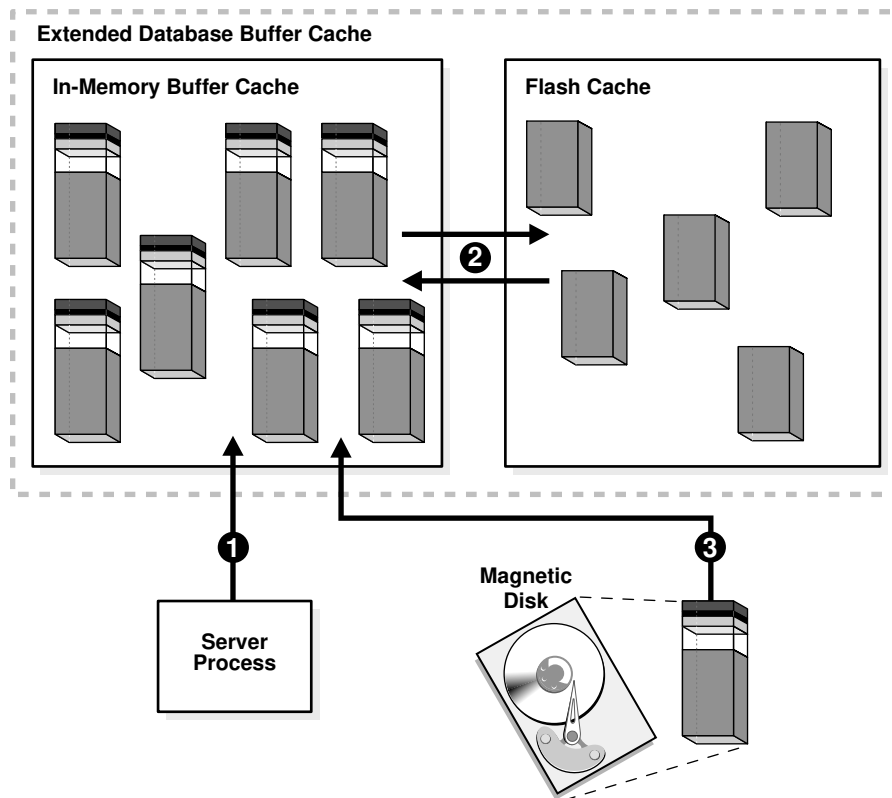 Extended Database Buffer Cache
In-Memory Buffer Cache
Flash Cache
2
1
3
Magnetic
Disk
Server
Process